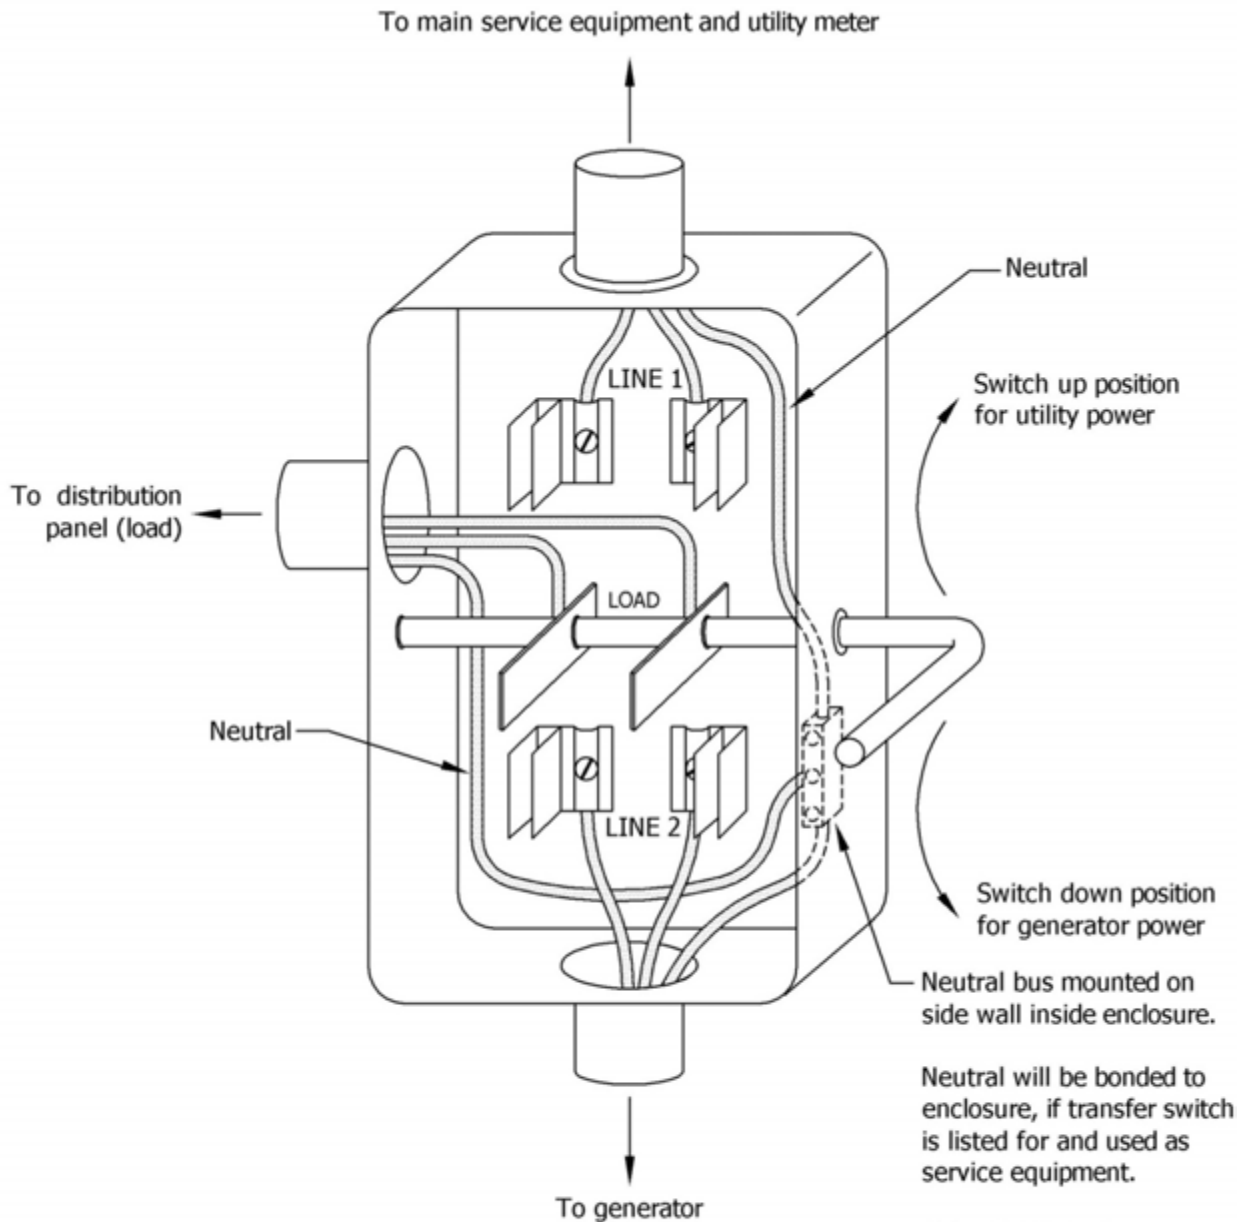 To main service equipment and utility meter
Neutral
LINE 1
Switch up position
for utility power
To distribution
panel (load)
LOAD
Neutral
LINE 2
Switch down position
for generator power
Neutral bus mounted on
side wall inside enclosure.
Neutral will be bonded to
enclosure, if transfer switch
is listed for and used as
service equipment.
To generator